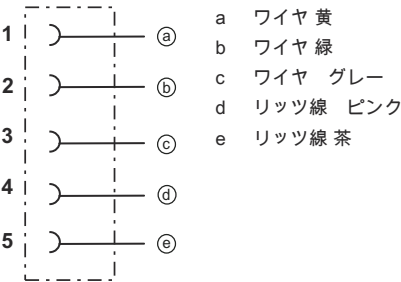 1 ⓐ
2 ⓑ
3 ⓒ
4 ⓓ
5 ⓔ
a ワイヤ 黄
b ワイヤ 緑
c ワイヤ　グレー
d リッツ線　ピンク
e リッツ線 茶